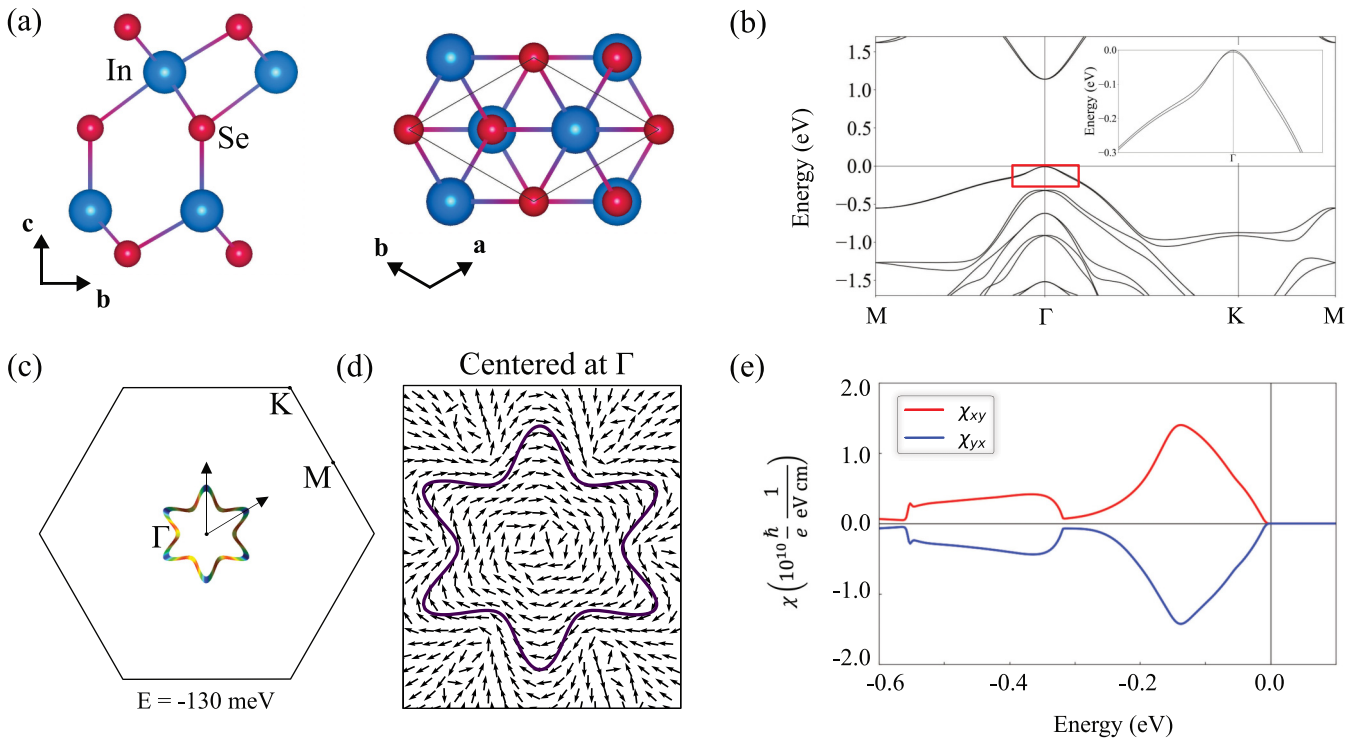 (a)
In
Se
c
b
b
a
(b)
Energy (eV)
1.5
1.0
0.5
0.0
−0.5
−1.0
−1.5
M
Γ
K
M
Energy (eV)
0.0
−0.1
−0.2
−0.3
Γ
(c)
K
M
Γ
E = -130 meV
(d)
Centered at Γ
(e)
χxy
χyx
χ (10¹⁰ ħ/e 1/eV cm)
2.0
1.0
0.0
-1.0
-2.0
-0.6
-0.4
-0.2
0.0
Energy (eV)